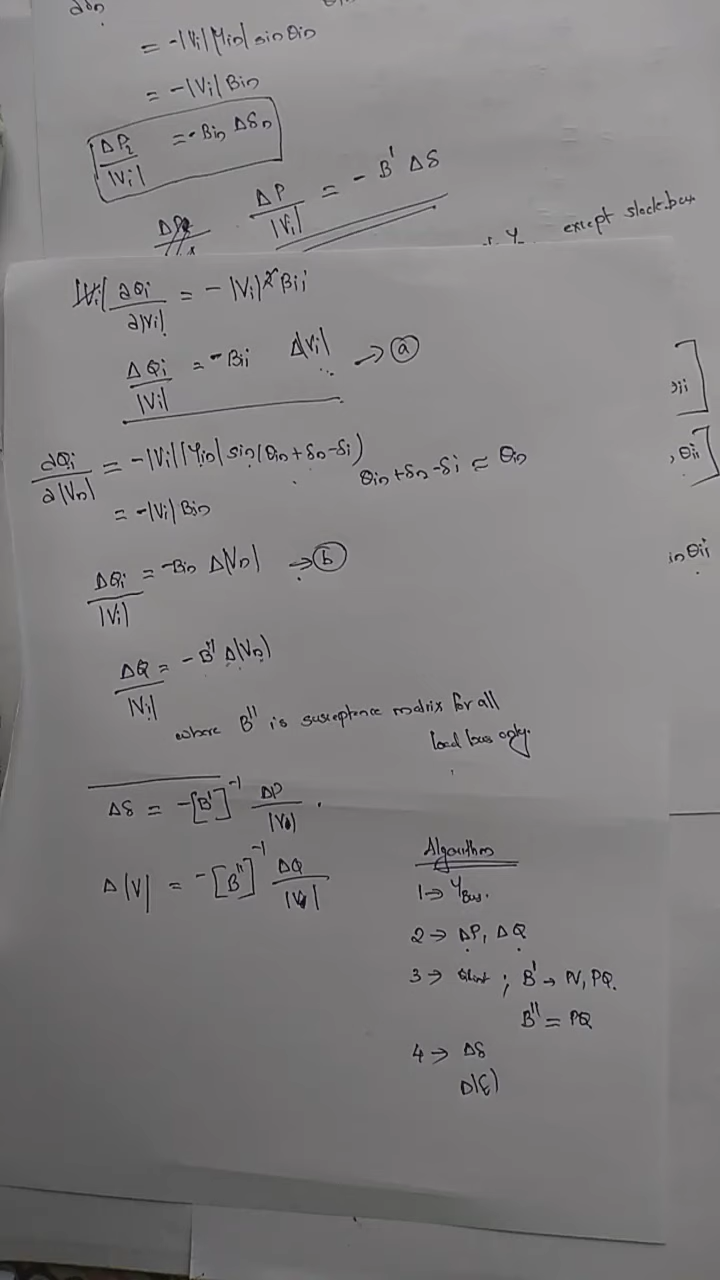 = -|Vi| |Yin| sin θin
= -|Vi| Bin
ΔPi/|Vi| = -Bin Δδn
ΔP/|Vi| = -B' Δδ
except slack bus
|Vi| ∂Qi/∂|Vi| = -|Vi|² Bii
ΔQi/|Vi| = -Bii Δ|Vi| → (a)
∂Qi/∂|Vn| = -|Vi| |Yin| sin(θin + δn - δi)
θin + δn - δi ≈ θin
= -|Vi| Bin
ΔQi/|Vi| = -Bin Δ|Vn| → (b)
ΔQ/|Vi| = -B'' Δ|Vn|
where B'' is susceptence matrix for all
load bus only.
Δδ = -[B']⁻¹ ΔP/|Vi|.
Δ|V| = -[B'']⁻¹ ΔQ/|Vi|
Algorithm
1 → YBus.
2 → ΔP, ΔQ
3 → ; B' → PV, PQ.
B'' = PQ
4 → Δδ